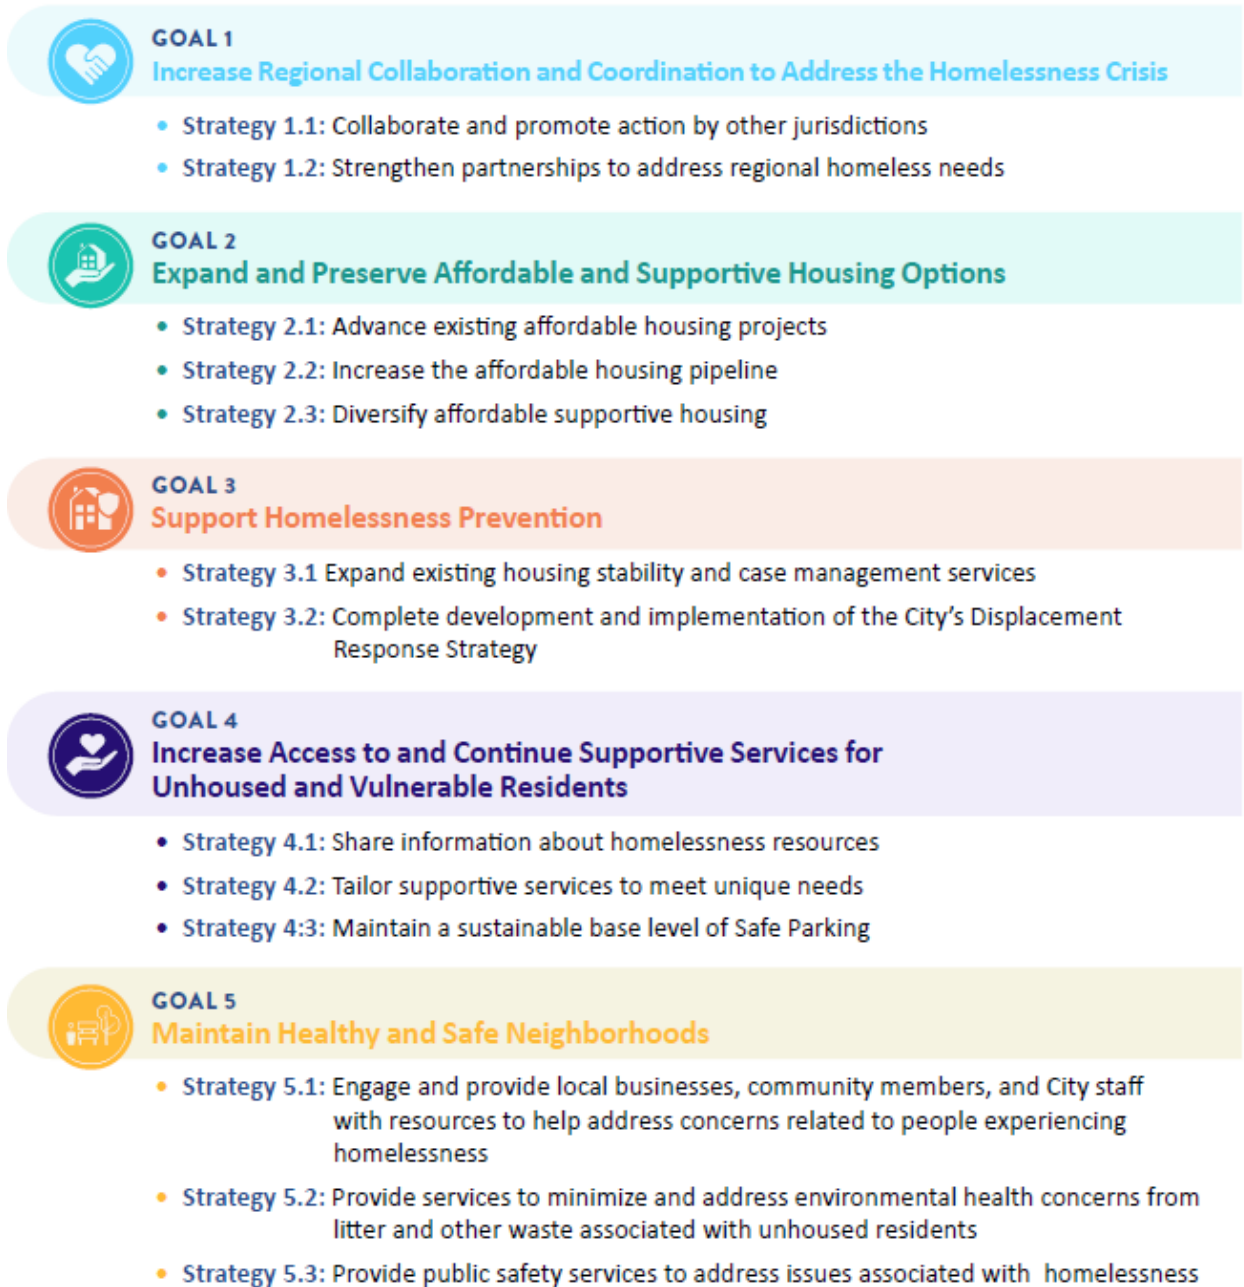 GOAL 1
Increase Regional Collaboration and Coordination to Address the Homelessness Crisis
• Strategy 1.1: Collaborate and promote action by other jurisdictions
• Strategy 1.2: Strengthen partnerships to address regional homeless needs
GOAL 2
Expand and Preserve Affordable and Supportive Housing Options
• Strategy 2.1: Advance existing affordable housing projects
• Strategy 2.2: Increase the affordable housing pipeline
• Strategy 2.3: Diversify affordable supportive housing
GOAL 3
Support Homelessness Prevention
• Strategy 3.1 Expand existing housing stability and case management services
• Strategy 3.2: Complete development and implementation of the City’s Displacement
Response Strategy
GOAL 4
Increase Access to and Continue Supportive Services for
Unhoused and Vulnerable Residents
• Strategy 4.1: Share information about homelessness resources
• Strategy 4.2: Tailor supportive services to meet unique needs
• Strategy 4:3: Maintain a sustainable base level of Safe Parking
GOAL 5
Maintain Healthy and Safe Neighborhoods
• Strategy 5.1: Engage and provide local businesses, community members, and City staff
with resources to help address concerns related to people experiencing
homelessness
• Strategy 5.2: Provide services to minimize and address environmental health concerns from
litter and other waste associated with unhoused residents
• Strategy 5.3: Provide public safety services to address issues associated with homelessness